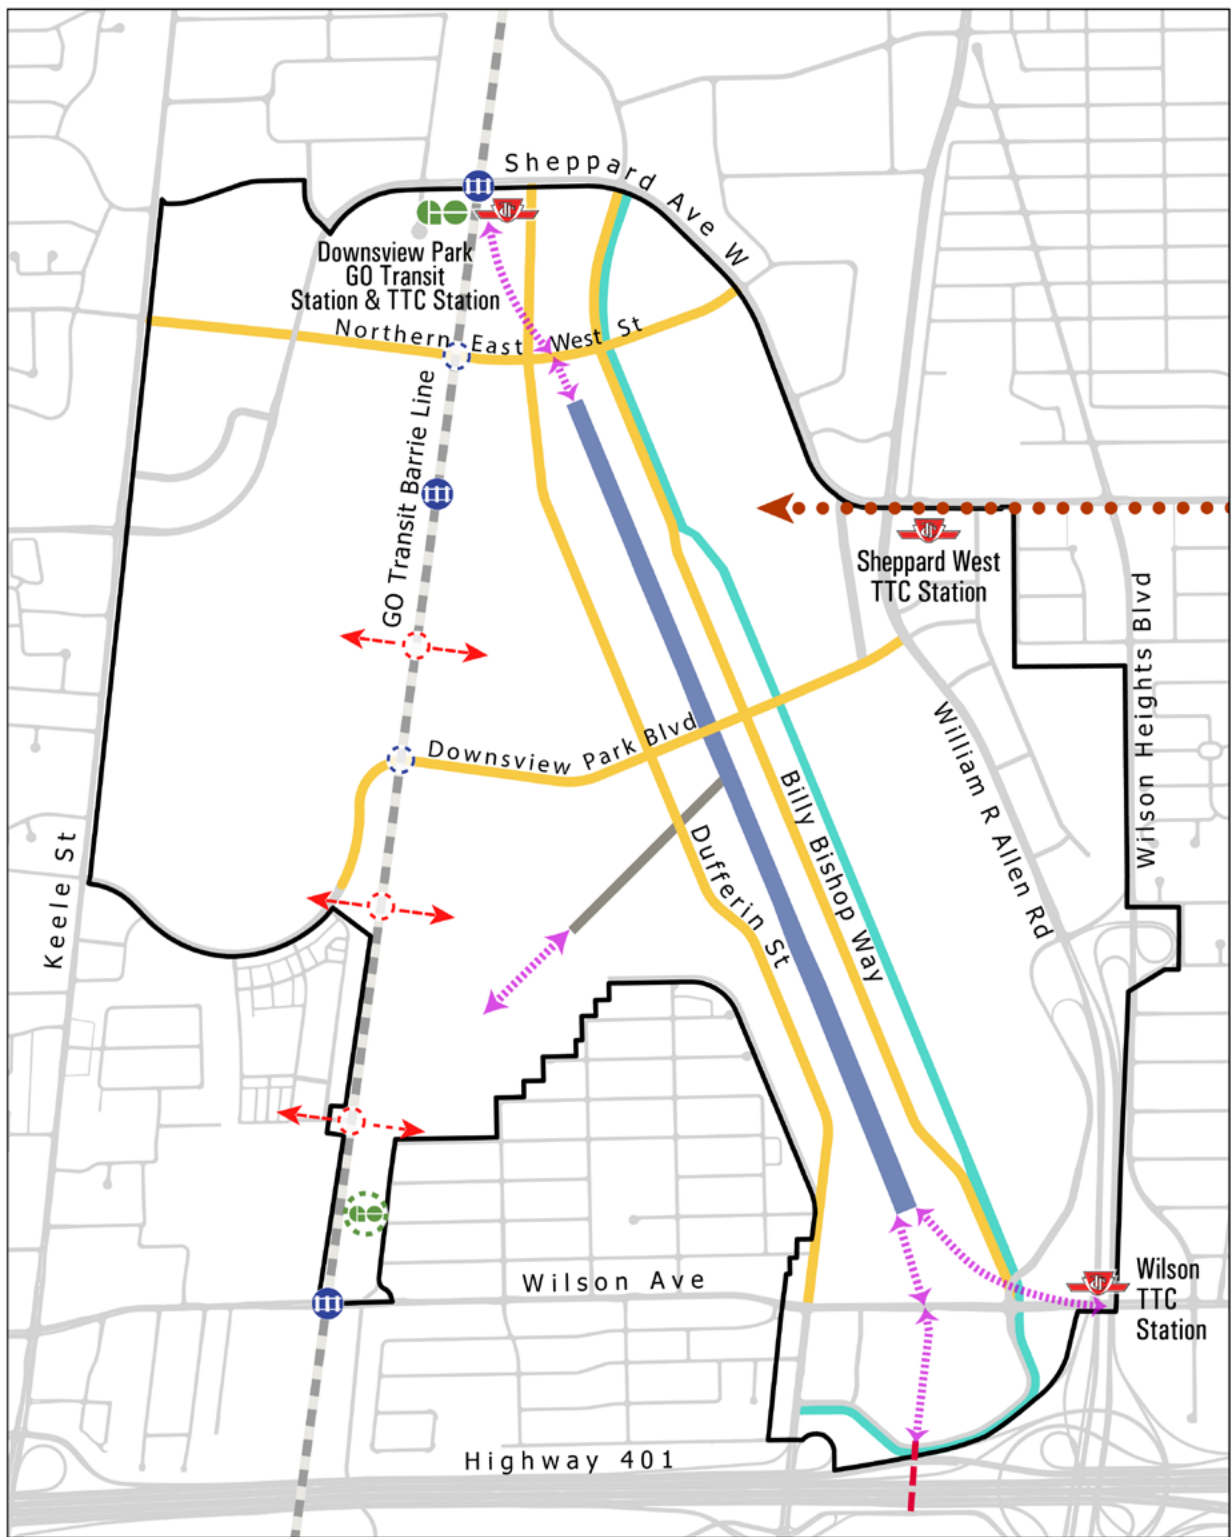 Sheppard Ave W
Downsview Park
GO Transit
Station & TTC Station
Northern East West St
GO Transit Barrie Line
Sheppard West
TTC Station
Wilson Heights Blvd
William R Allen Rd
Downsview Park Blvd
Billy Bishop Way
Dufferin St
Keele St
Wilson Ave
Wilson
TTC
Station
Highway 401